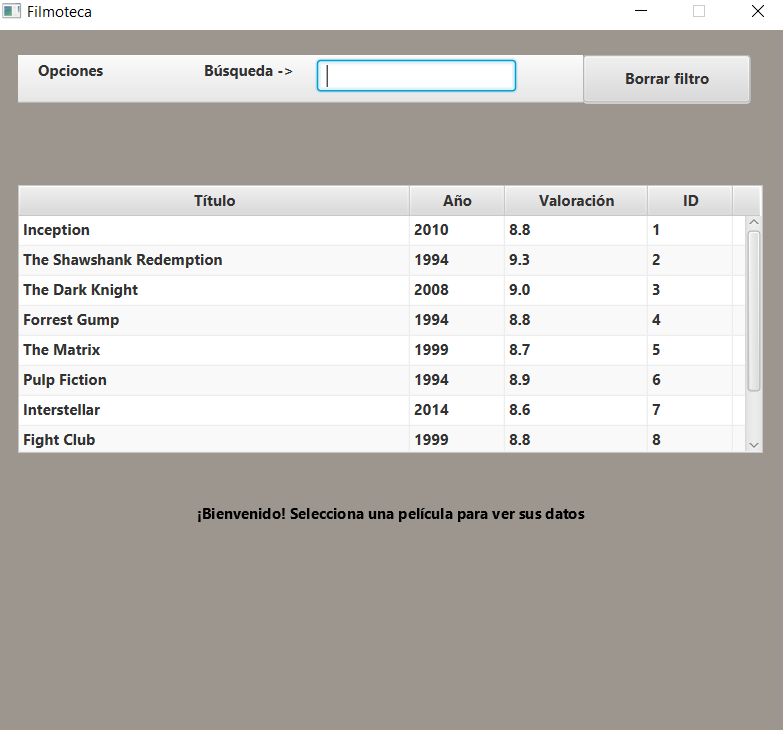 Filmoteca
Opciones Búsqueda -> Borrar filtro
Título Año Valoración ID
Inception 2010 8.8 1
The Shawshank Redemption 1994 9.3 2
The Dark Knight 2008 9.0 3
Forrest Gump 1994 8.8 4
The Matrix 1999 8.7 5
Pulp Fiction 1994 8.9 6
Interstellar 2014 8.6 7
Fight Club 1999 8.8 8
¡Bienvenido! Selecciona una película para ver sus datos